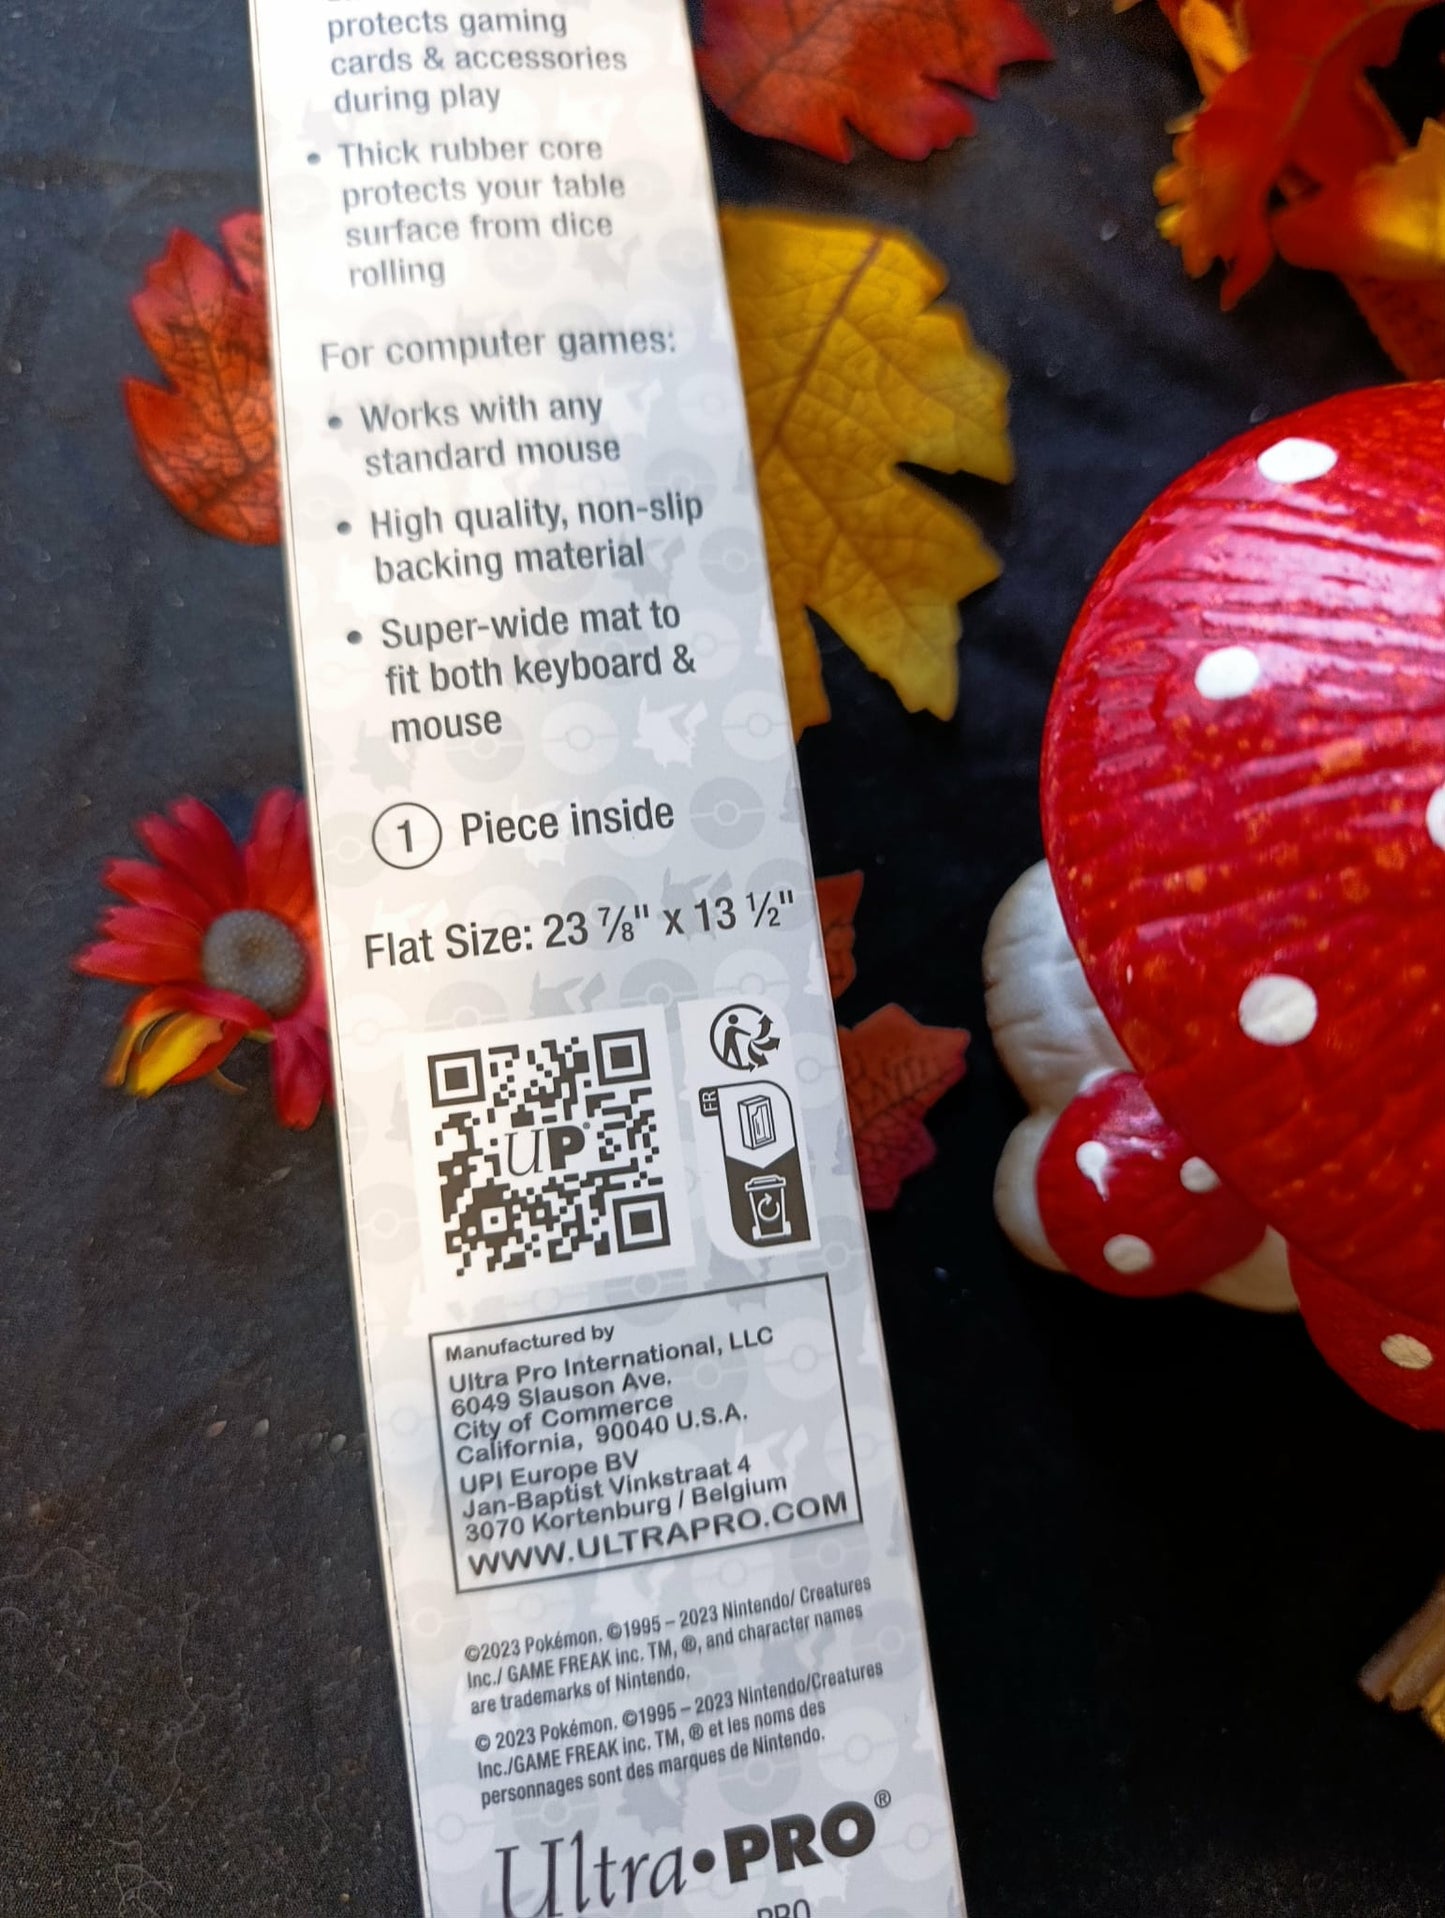 protects gaming
cards & accessories
during play
• Thick rubber core
protects your table
surface from dice
rolling
For computer games:
• Works with any
standard mouse
• High quality, non-slip
backing material
• Super-wide mat to
fit both keyboard &
mouse
1 Piece inside
Flat Size: 23 ⅞" x 13 ½"
UP
FR
Manufactured by
Ultra Pro International, LLC
6049 Slauson Ave.
City of Commerce
California, 90040 U.S.A.
UPI Europe BV
Jan-Baptist Vinkstraat 4
3070 Kortenburg / Belgium
WWW.ULTRAPRO.COM
©2023 Pokémon. ©1995 – 2023 Nintendo/ Creatures
Inc./ GAME FREAK inc. TM, ®, and character names
are trademarks of Nintendo.
© 2023 Pokémon. ©1995 – 2023 Nintendo/Creatures
Inc./GAME FREAK inc. TM, ® et les noms des
personnages sont des marques de Nintendo.
Ultra•PRO®